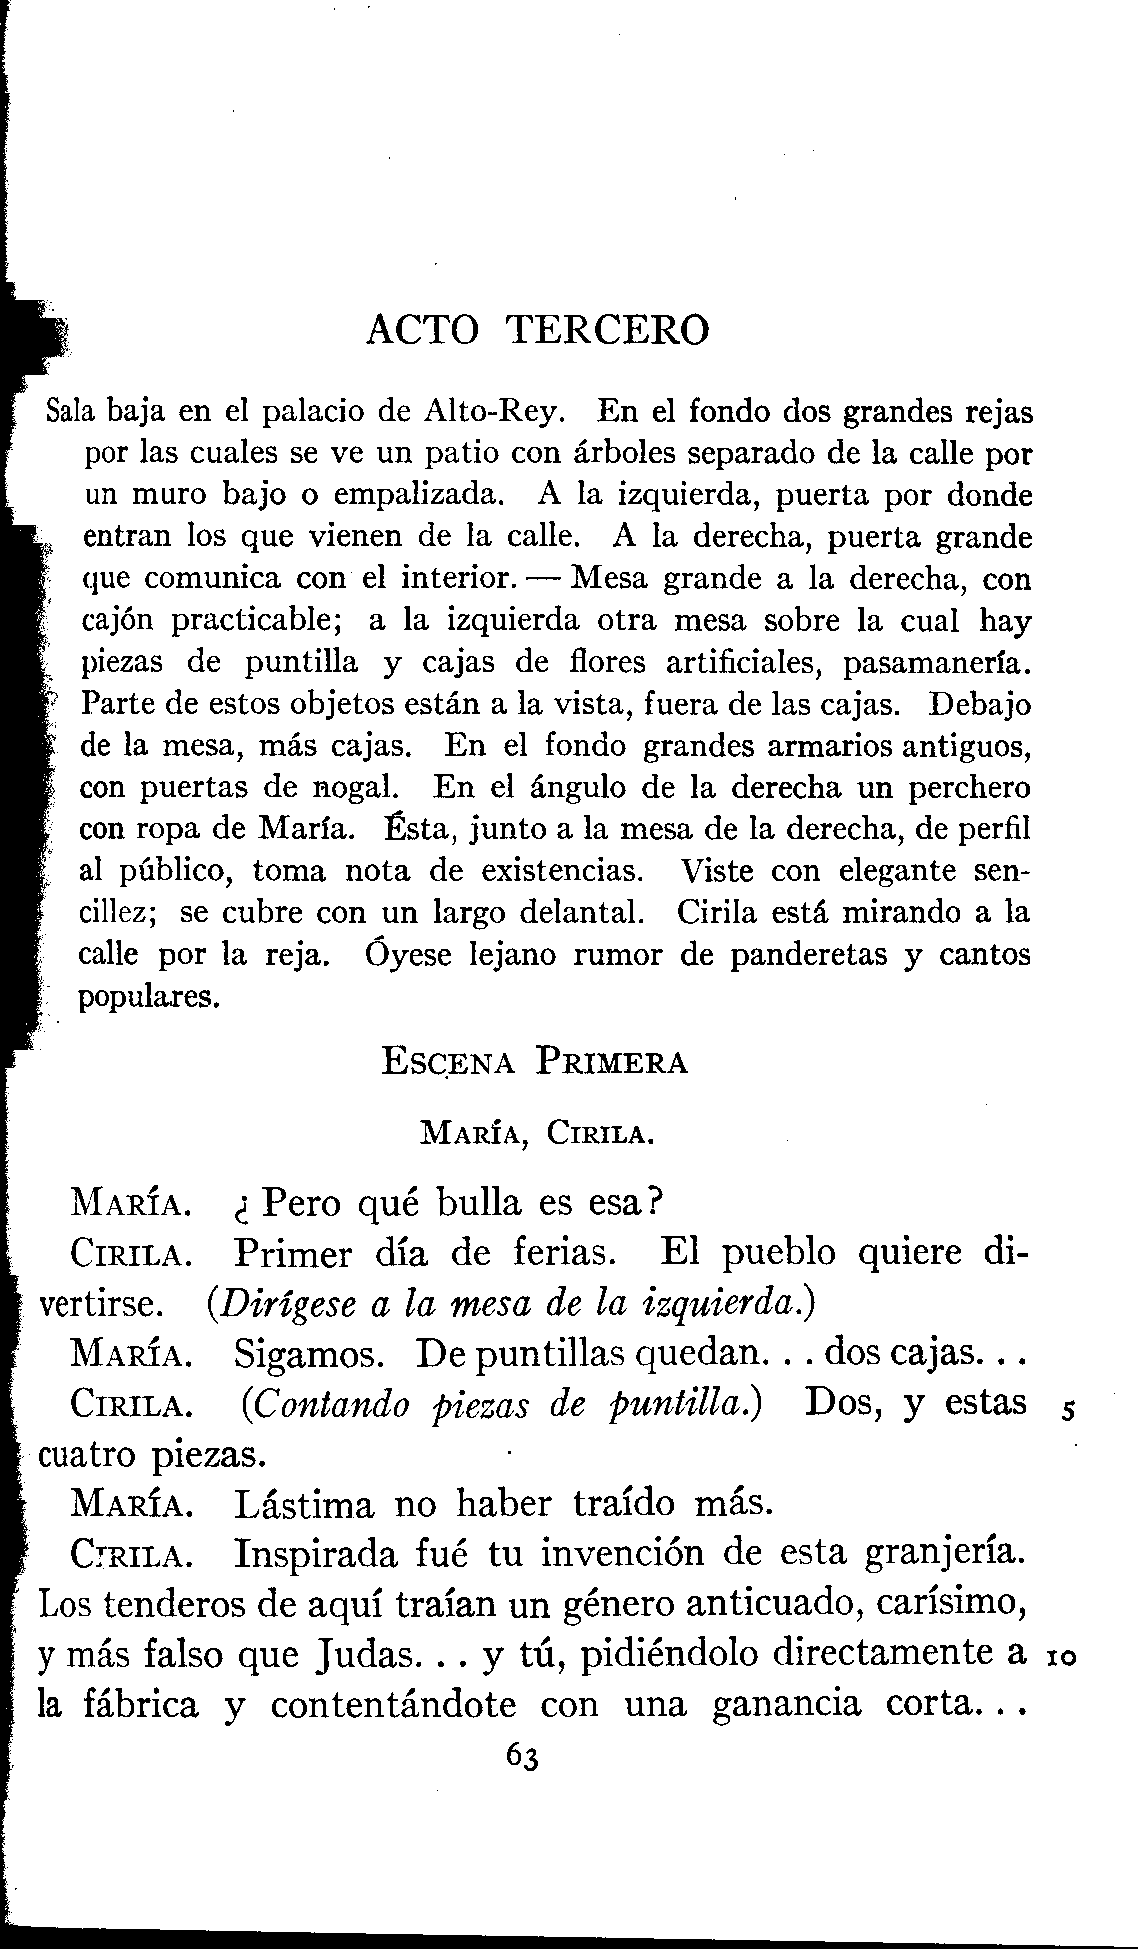 ACTO TERCERO
Sala baja en el palacio de Alto-Rey. En el fondo dos grandes rejas
por las cuales se ve un patio con árboles separado de la calle por
un muro bajo o empalizada. A la izquierda, puerta por donde
entran los que vienen de la calle. A la derecha, puerta grande
que comunica con el interior. — Mesa grande a la derecha, con
cajón practicable; a la izquierda otra mesa sobre la cual hay
piezas de puntilla y cajas de flores artificiales, pasamanería.
Parte de estos objetos están a la vista, fuera de las cajas. Debajo
de la mesa, más cajas. En el fondo grandes armarios antiguos,
con puertas de nogal. En el ángulo de la derecha un perchero
con ropa de María. Ésta, junto a la mesa de la derecha, de perfil
al público, toma nota de existencias. Viste con elegante sen-
cillez; se cubre con un largo delantal. Cirila está mirando a la
calle por la reja. Óyese lejano rumor de panderetas y cantos
populares.
ESCENA PRIMERA
MARÍA, CIRILA.
MARÍA. ¿ Pero qué bulla es esa?
CIRILA. Primer día de ferias. El pueblo quiere di-
vertirse. (Dirígese a la mesa de la izquierda.)
MARÍA. Sigamos. De puntillas quedan. . . dos cajas. . .
CIRILA. (Contando piezas de puntilla.) Dos, y estas 5
cuatro piezas.
MARÍA. Lástima no haber traído más.
CIRILA. Inspirada fué tu invención de esta granjería.
Los tenderos de aquí traían un género anticuado, carísimo,
y más falso que Judas. . . y tú, pidiéndolo directamente a 10
la fábrica y contentándote con una ganancia corta. . .
63